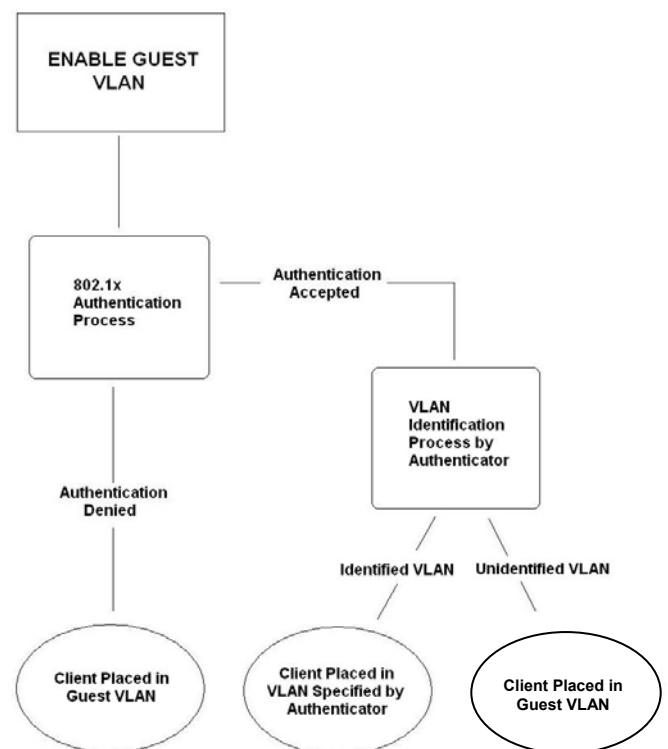 ENABLE GUEST
VLAN
802.1x
Authentication
Process
Authentication
Accepted
VLAN
Identification
Process by
Authenticator
Authentication
Denied
Identified VLAN
Unidentified VLAN
Client Placed in
Guest VLAN
Client Placed in
VLAN Specified by
Authenticator
Client Placed in
Guest VLAN